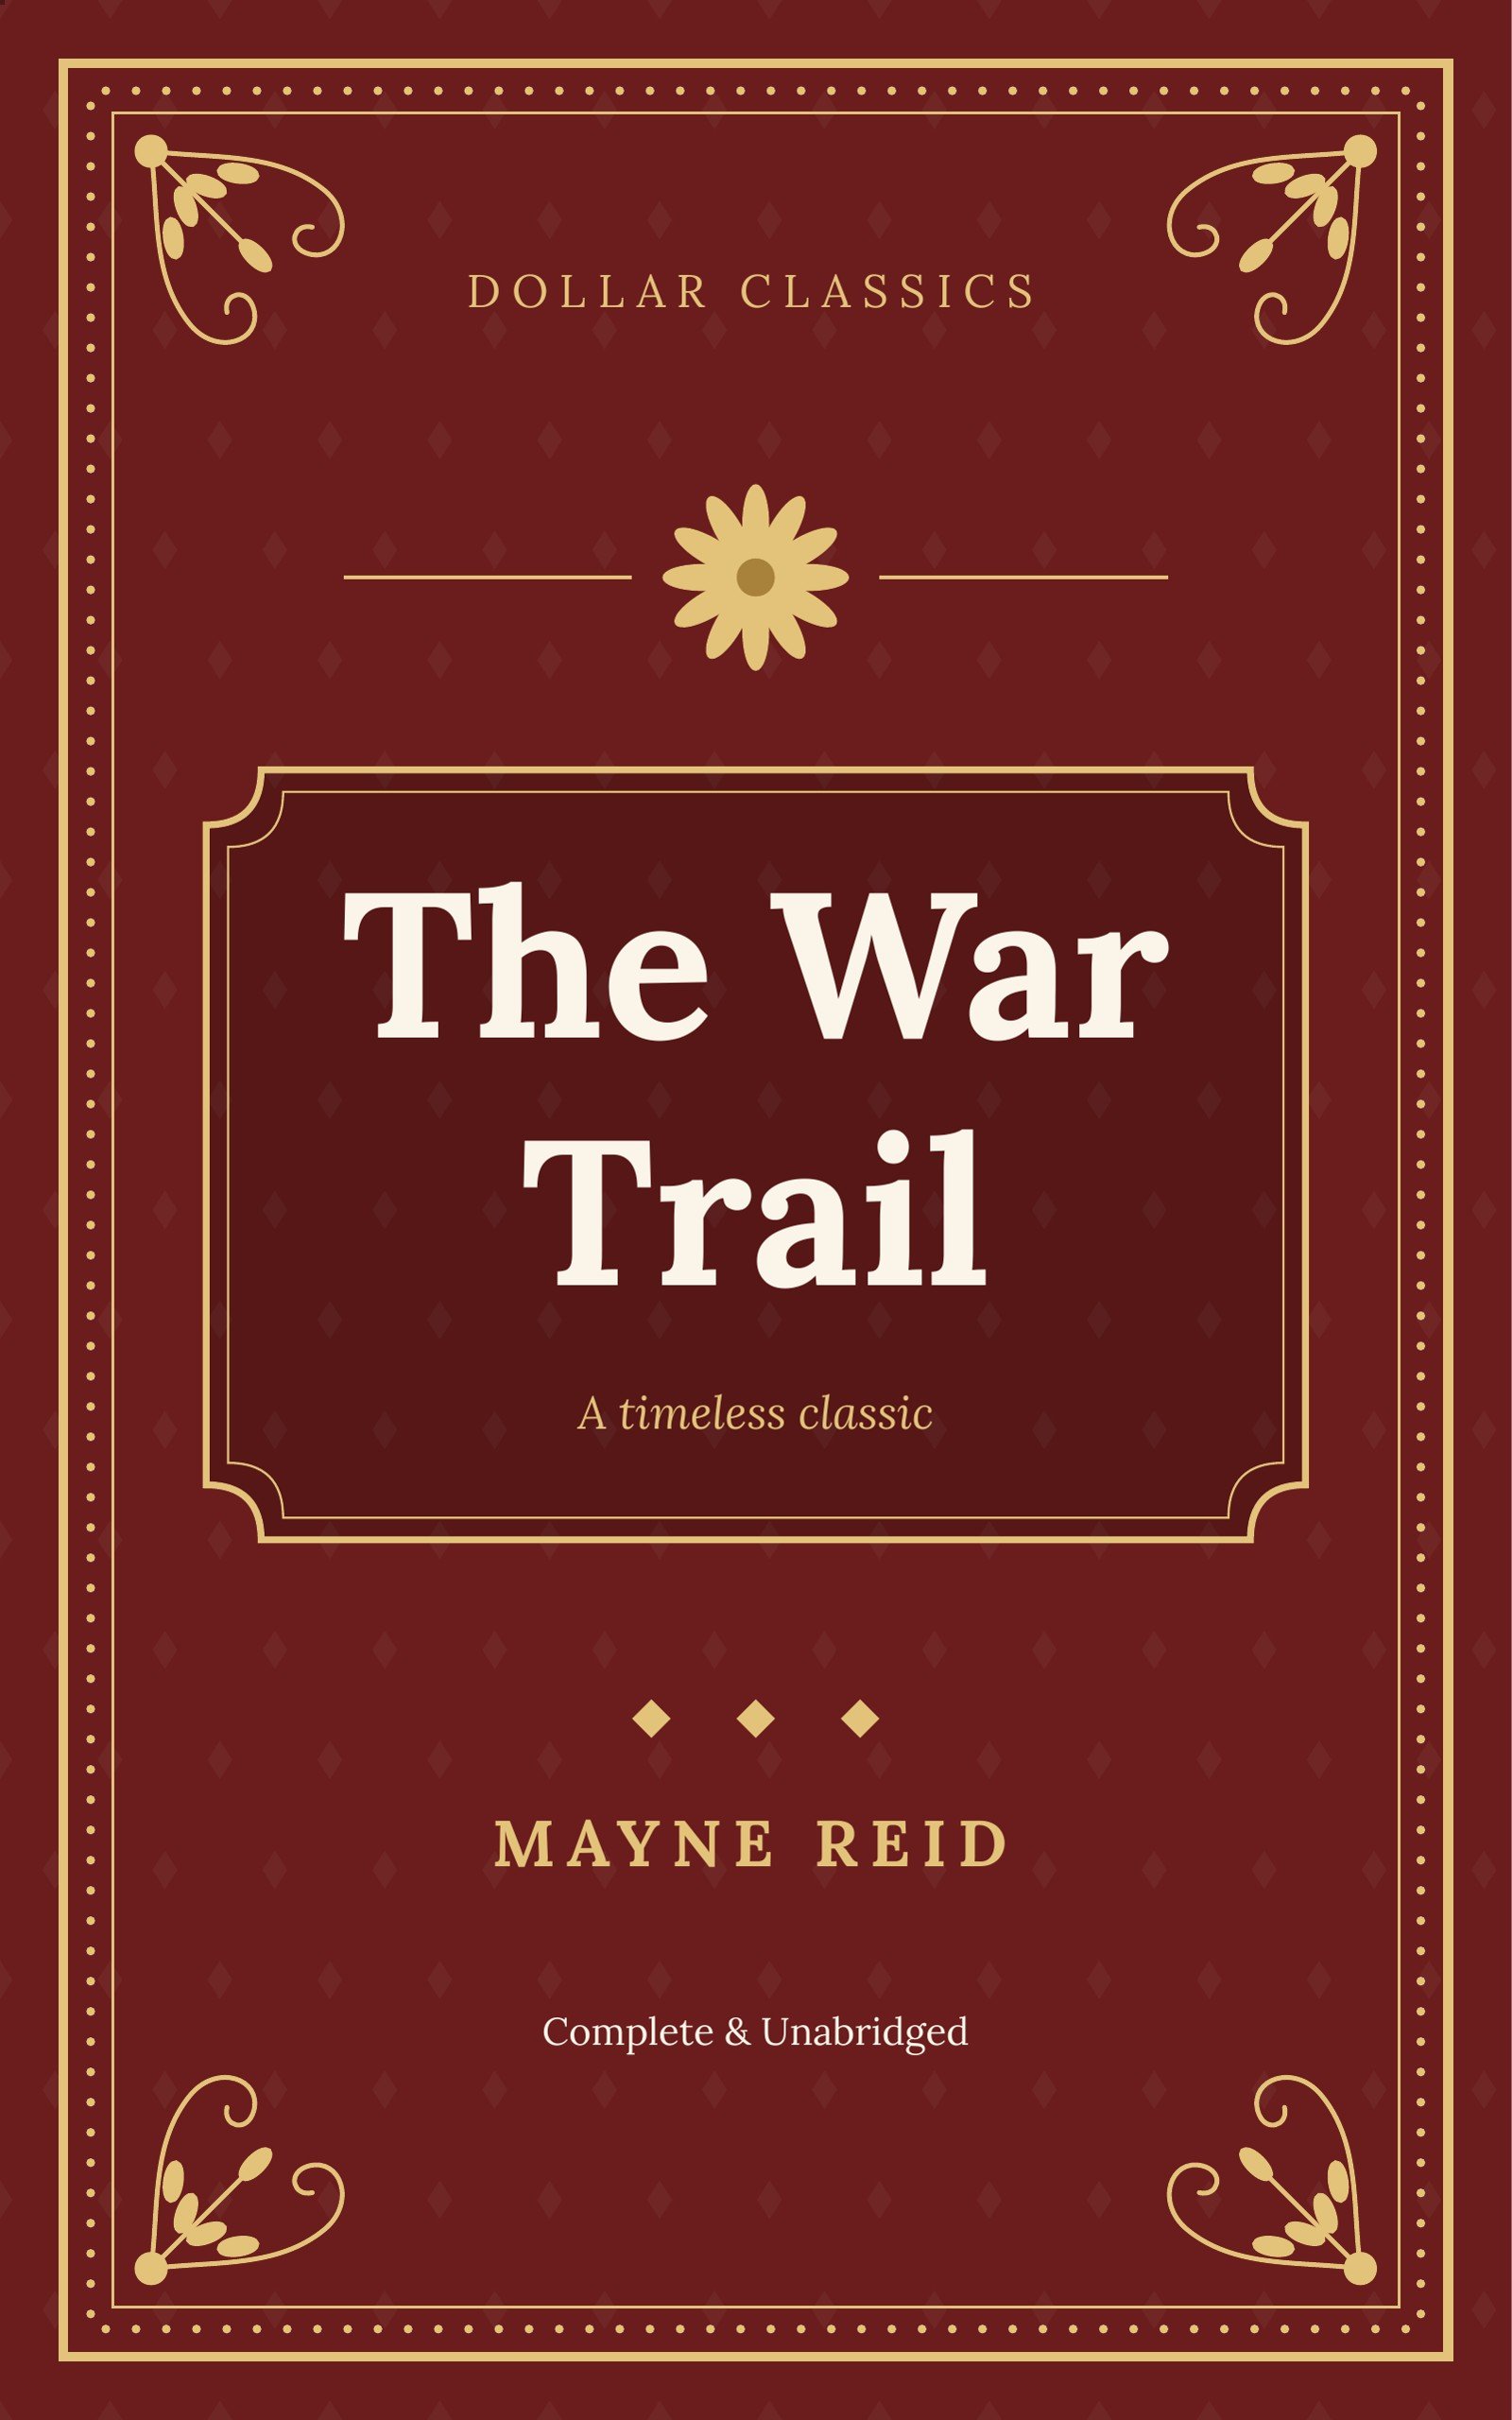 DOLLAR CLASSICS
The War
Trail
A timeless classic
MAYNE REID
Complete & Unabridged